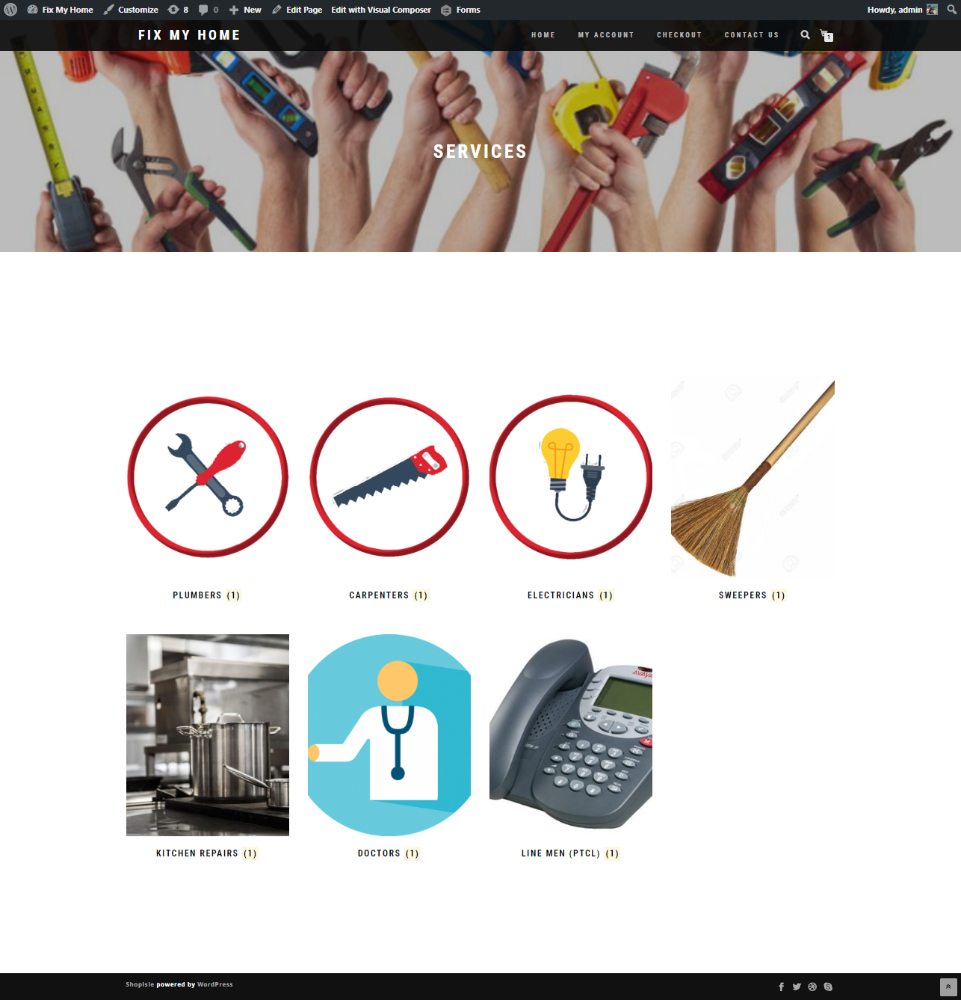 Fix My Home Customize 8 0 New Edit Page Edit with Visual Composer Forms Howdy, admin
FIX MY HOME HOME MY ACCOUNT CHECKOUT CONTACT US 1
SERVICES
PLUMBERS (1) CARPENTERS (1) ELECTRICIANS (1) SWEEPERS (1)
AVAYA
KITCHEN REPAIRS (1) DOCTORS (1) LINE MEN (PTCL) (1)
ShopIsle powered by WordPress